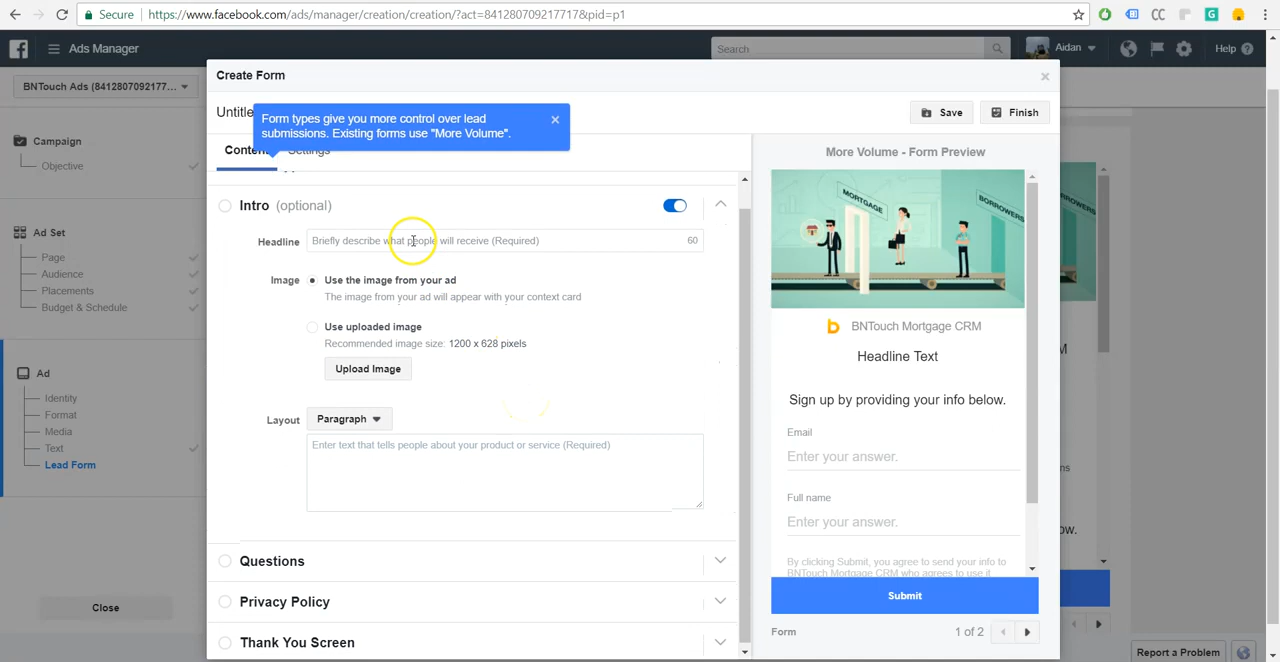 Secure
https://www.facebook.com/ads/manager/creation/creation/?act=841280709217717&pid=p1
CC
G
Ads Manager
Search
Aidan
Help
BNTouch Ads (8412807092177...
Campaign
Objective
Ad Set
Page
Audience
Placements
Budget & Schedule
Ad
Identity
Format
Media
Text
Lead Form
Close
Create Form
Save
Finish
Form types give you more control over lead
submissions. Existing forms use "More Volume".
Settings
Intro (optional)
Headline
Briefly describe what people will receive (Required)
60
Image
Use the image from your ad
The image from your ad will appear with your context card
Use uploaded image
Recommended image size: 1200 x 628 pixels
Upload Image
Layout
Paragraph
Enter text that tells people about your product or service (Required)
Questions
Privacy Policy
Thank You Screen
More Volume - Form Preview
MORTGAGE
BORROWERS
BNTouch Mortgage CRM
Headline Text
Sign up by providing your info below.
Email
Enter your answer.
Full name
Enter your answer.
By clicking Submit, you agree to send your info to
BNTouch Mortgage CRM who agrees to use it
Submit
Form
1 of 2
Report a Problem